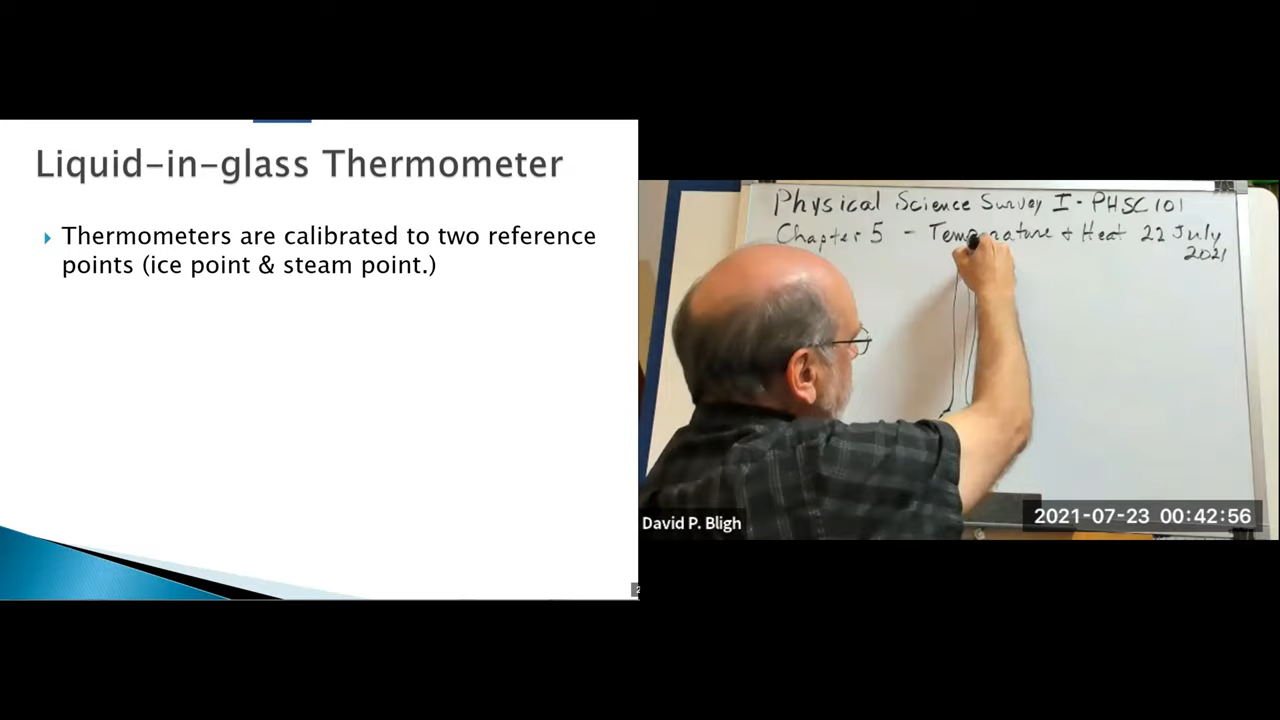 Liquid-in-glass Thermometer
Thermometers are calibrated to two reference
points (ice point & steam point.)
Physical Science Survey I - PHSC 101
Chapter 5 - Temperature & Heat 22 July
2021
David P. Bligh
2021-07-23 00:42:56